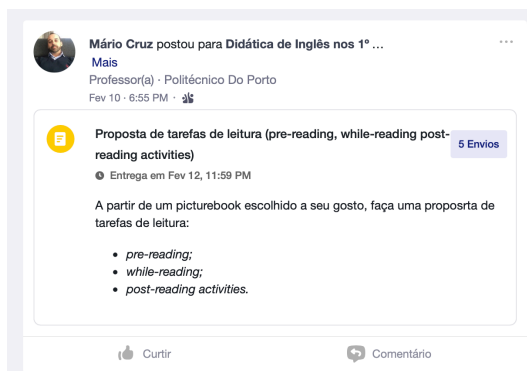 Mário Cruz postou para Didática de Inglês nos 1º ...
Mais
Professor(a) · Politécnico Do Porto
Fev 10 · 6:55 PM ·
Proposta de tarefas de leitura (pre-reading, while-reading post-
reading activities)
5 Envios
Entrega em Fev 12, 11:59 PM
A partir de um picturebook escolhido a seu gosto, faça uma proposrta de
tarefas de leitura:
• pre-reading;
• while-reading;
• post-reading activities.
Curtir
Comentário